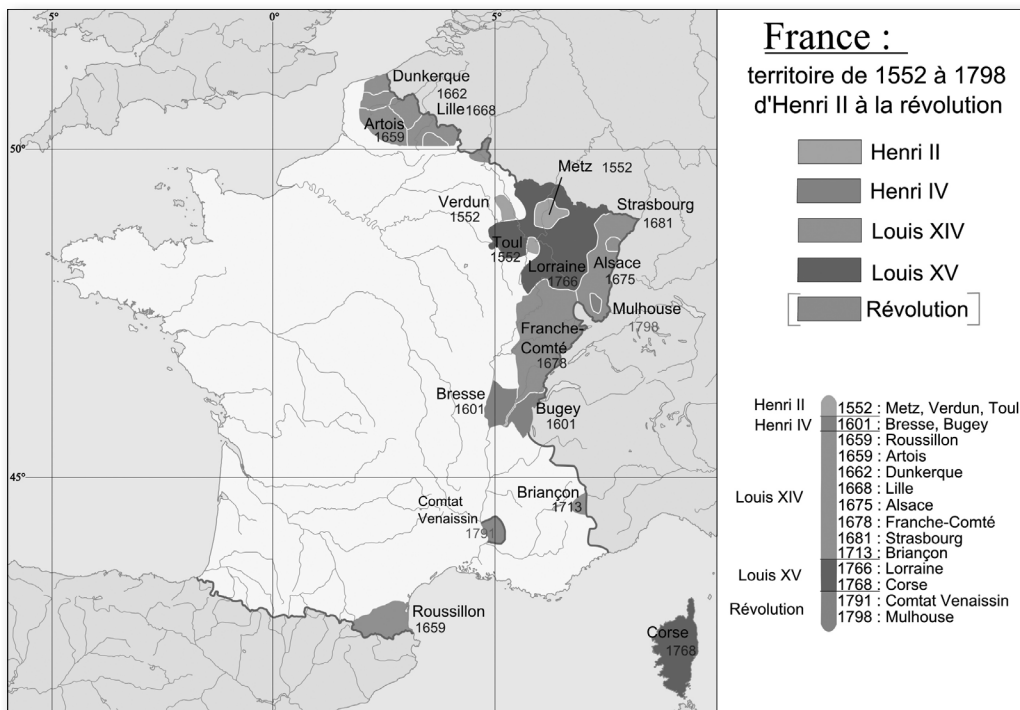 5°
0°
5°
50°
45°
Dunkerque
1662
Lille 1668
Artois
1659
Metz 1552
Verdun
1552
Strasbourg
1681
Toul
1552
Lorraine
1766
Alsace
1675
Mulhouse
1798
Franche-
Comté
1678
Bresse
1601
Bugey
1601
Briançon
1713
Comtat
Venaissin
1791
Roussillon
1659
Corse
1768
France :
territoire de 1552 à 1798
d'Henri II à la révolution
Henri II
Henri IV
Louis XIV
Louis XV
Révolution
Henri II
Henri IV
Louis XIV
Louis XV
Révolution
1552 : Metz, Verdun, Toul
1601 : Bresse, Bugey
1659 : Roussillon
1659 : Artois
1662 : Dunkerque
1668 : Lille
1675 : Alsace
1678 : Franche-Comté
1681 : Strasbourg
1713 : Briançon
1766 : Lorraine
1768 : Corse
1791 : Comtat Venaissin
1798 : Mulhouse